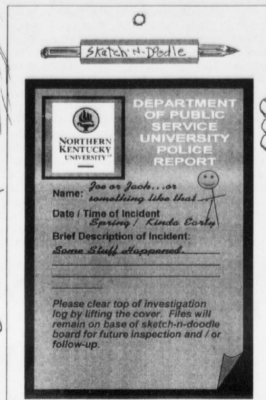 Sketch-N-Doodle
DEPARTMENT
OF PUBLIC
SERVICE
UNIVERSITY
POLICE
REPORT
NORTHERN
KENTUCKY
UNIVERSITY
Name: Joe or Jack...or
something like that...
Date / Time of Incident
Spring / Kinda Early
Brief Description of Incident:
Some Stuff Happened.
Please clear top of investigation
log by lifting the cover. Files will
remain on base of sketch-n-doodle
board for future inspection and / or
follow-up.